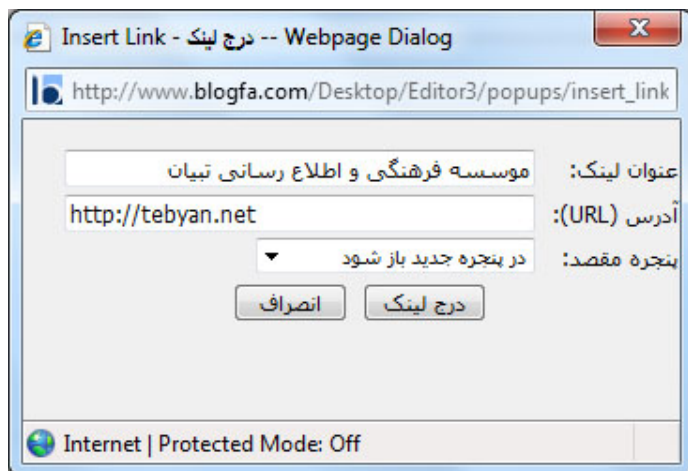 Insert Link - درج لینک -- Webpage Dialog
http://www.blogfa.com/Desktop/Editor3/popups/insert_link
عنوان لینک: موسسه فرهنگی و اطلاع رسانی تبیان
آدرس (URL): http://tebyan.net
پنجره مقصد: در پنجره جدید باز شود
درج لینک انصراف
Internet | Protected Mode: Off